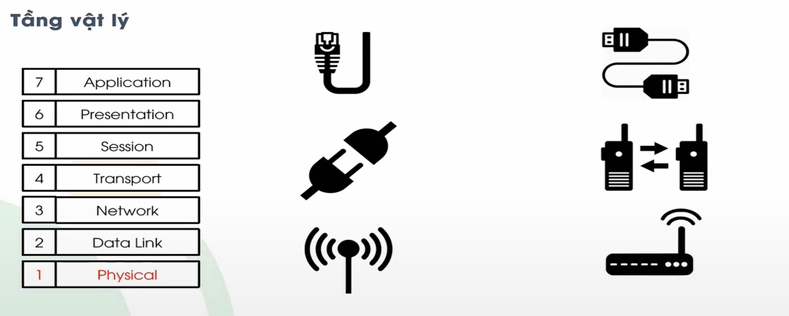 Tầng vật lý
7 Application
6 Presentation
5 Session
4 Transport
3 Network
2 Data Link
1 Physical